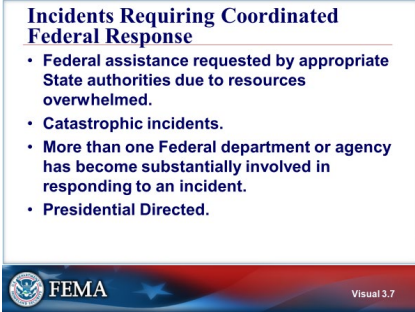 Incidents Requiring Coordinated
Federal Response
• Federal assistance requested by appropriate
State authorities due to resources
overwhelmed.
• Catastrophic incidents.
• More than one Federal department or agency
has become substantially involved in
responding to an incident.
• Presidential Directed.
FEMA
Visual 3.7